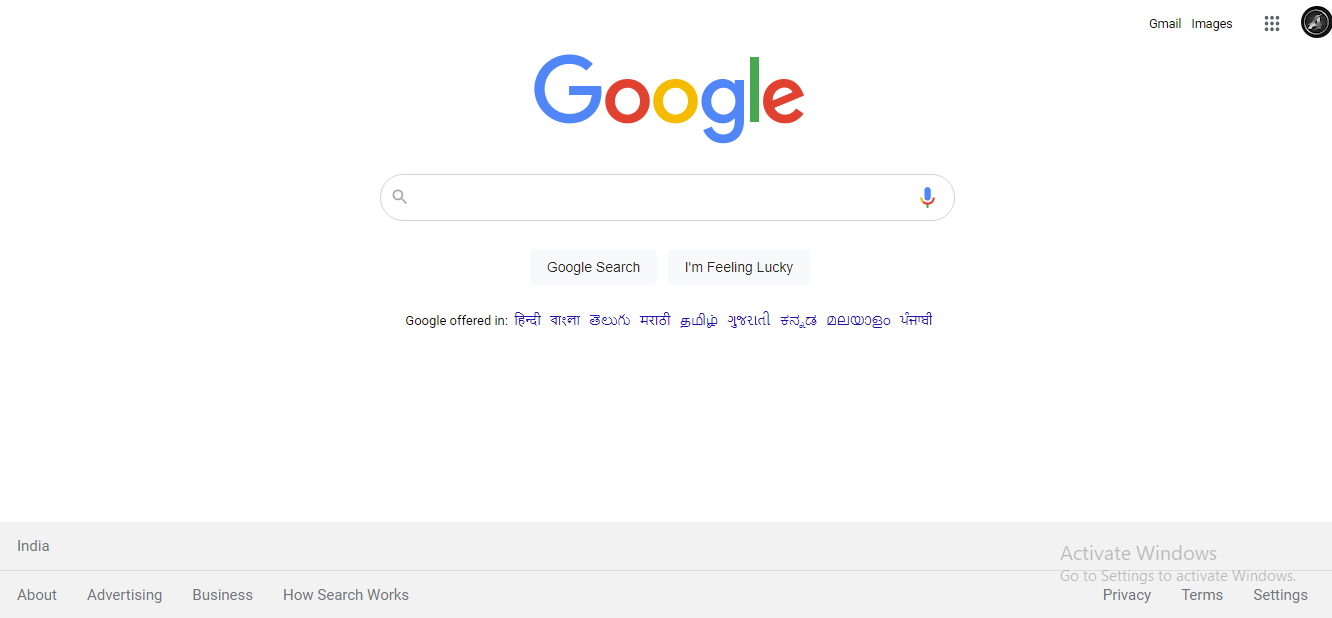 Gmail Images
Google
Google Search I'm Feeling Lucky
Google offered in: हिन्दी বাংলা తెలుగు मराठी தமிழ் ગુજરાતી ಕನ್ನಡ മലയാളം ਪੰਜਾਬੀ
India
Activate Windows
Go to Settings to activate Windows.
About Advertising Business How Search Works Privacy Terms Settings